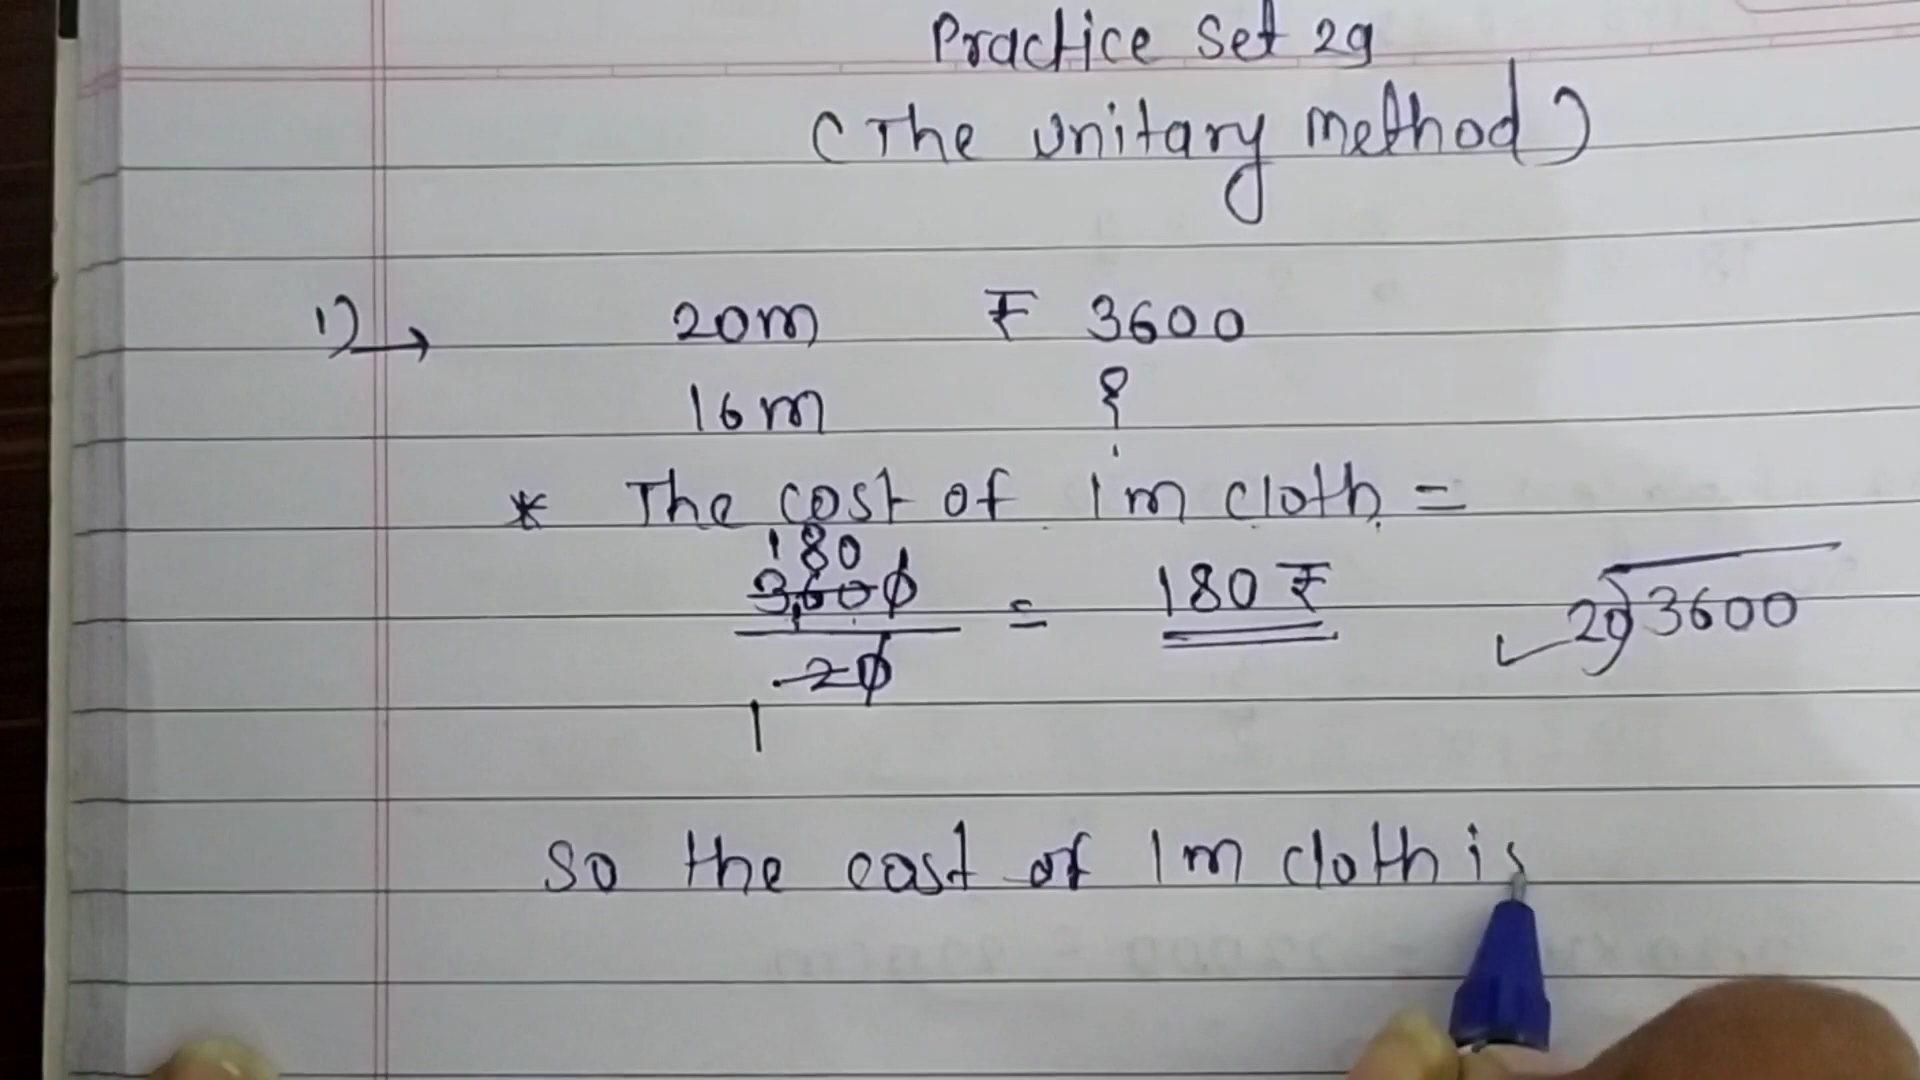 Practice Set 29
(The unitary method)
1)→ 20m ₹ 3600
16m ?
* The cost of 1m cloth =
180
3600
20
1
= 180 ₹
20)3600
So the cost of 1m cloth is